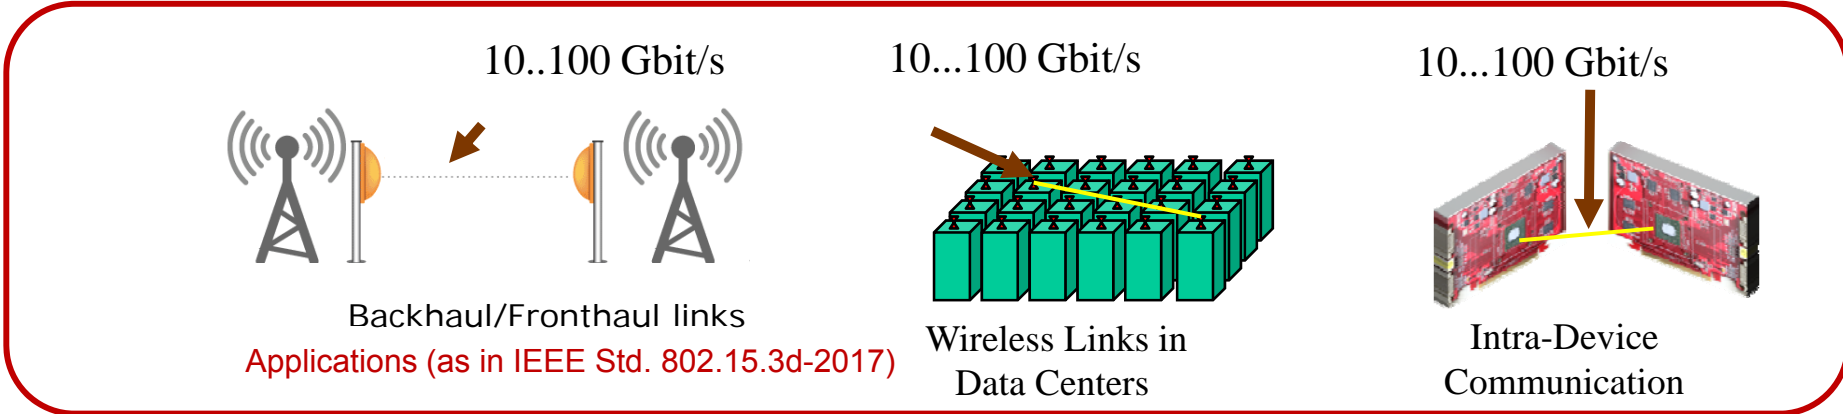 10..100 Gbit/s
10...100 Gbit/s
10...100 Gbit/s
Backhaul/Fronthaul links
Applications (as in IEEE Std. 802.15.3d-2017)
Wireless Links in
Data Centers
Intra-Device
Communication